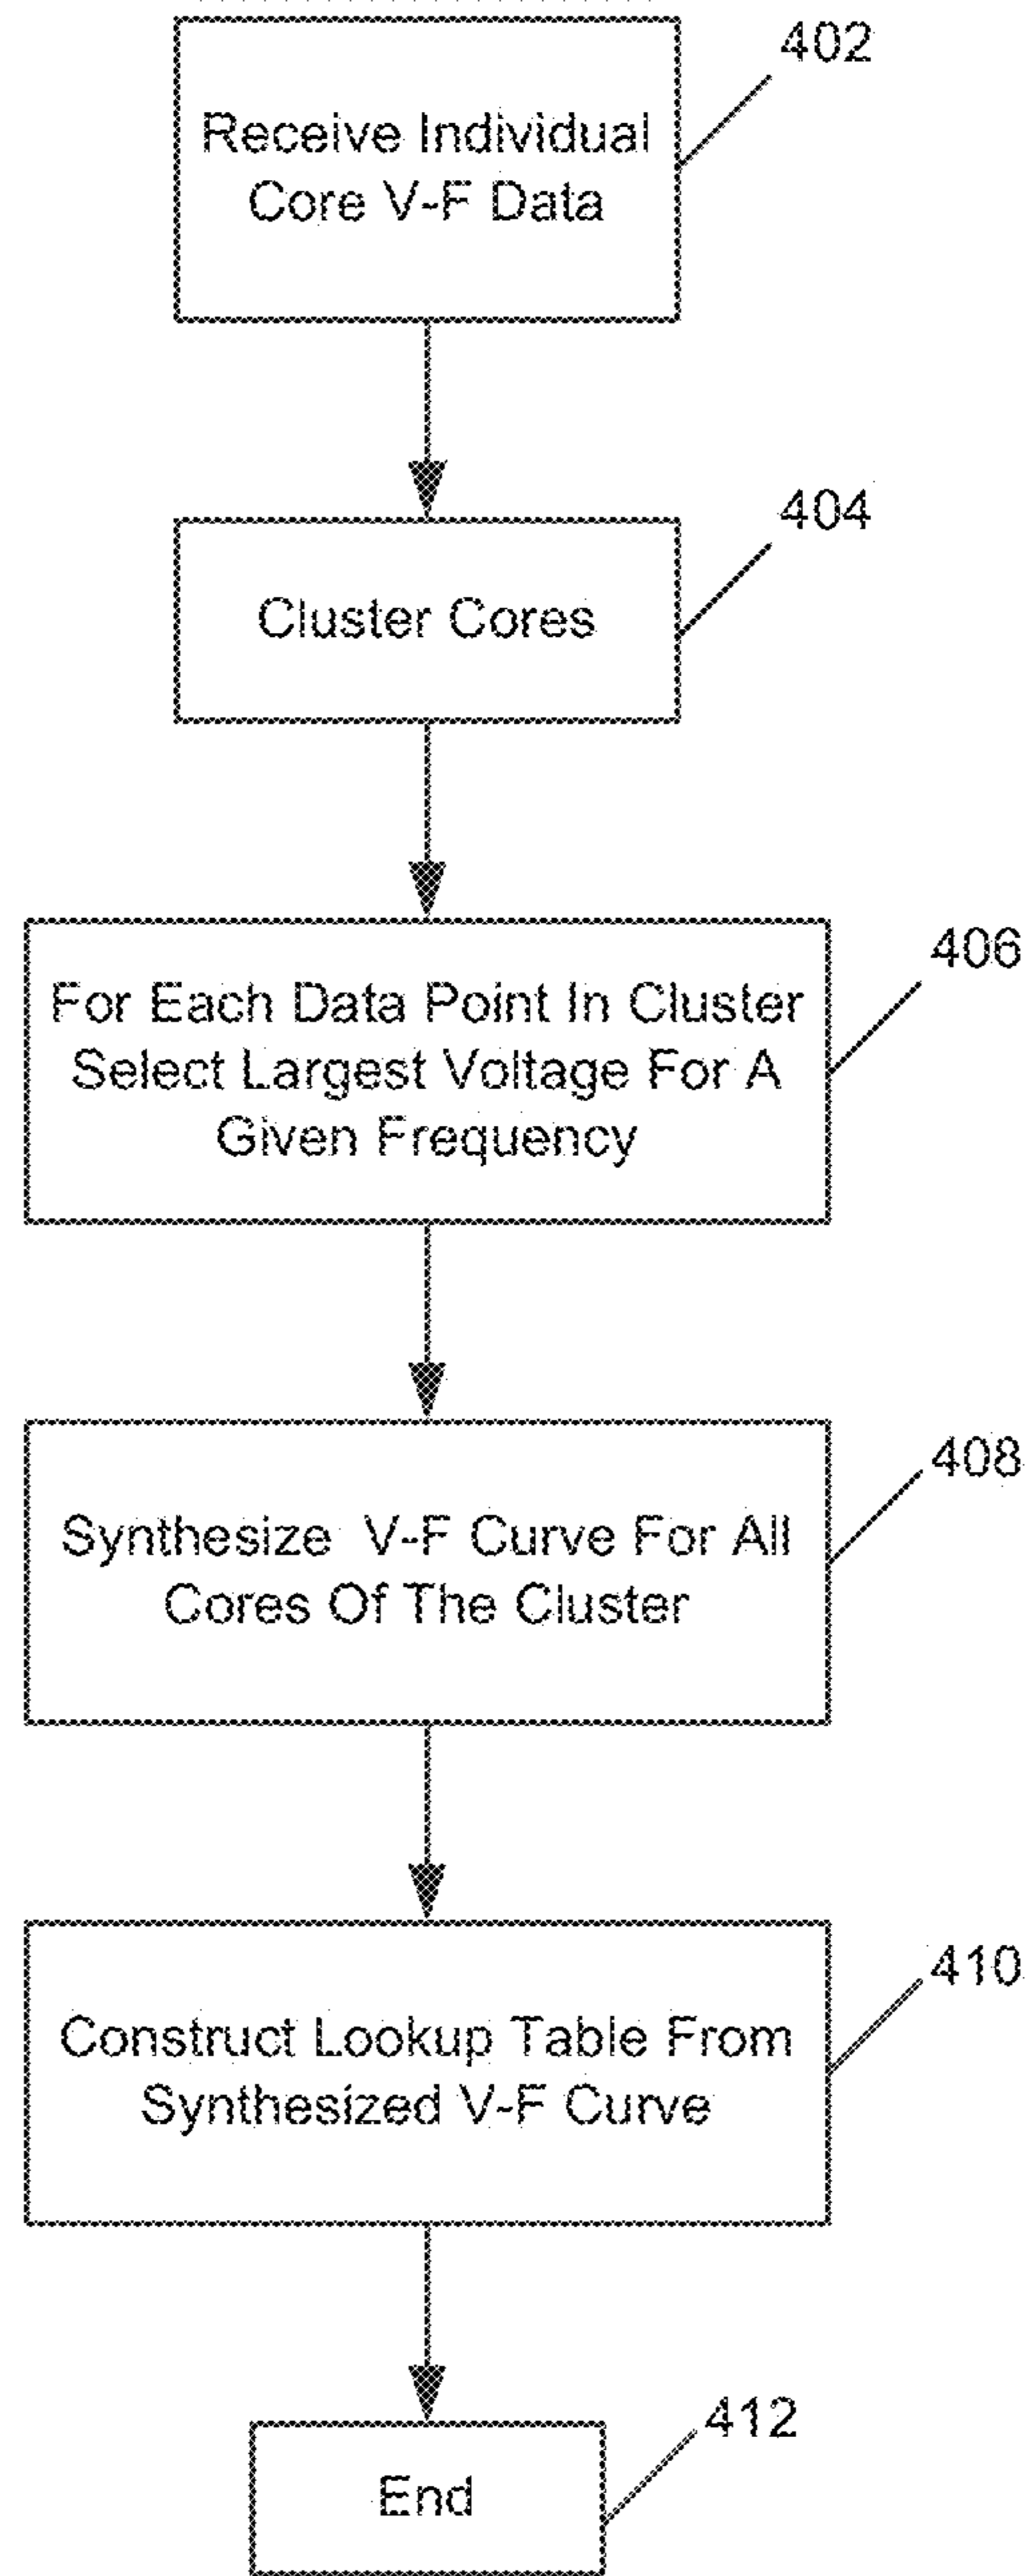 402
Receive Individual
Core V-F Data
404
Cluster Cores
406
For Each Data Point In Cluster
Select Largest Voltage For A
Given Frequency
408
Synthesize V-F Curve For All
Cores Of The Cluster
410
Construct Lookup Table From
Synthesized V-F Curve
412
End